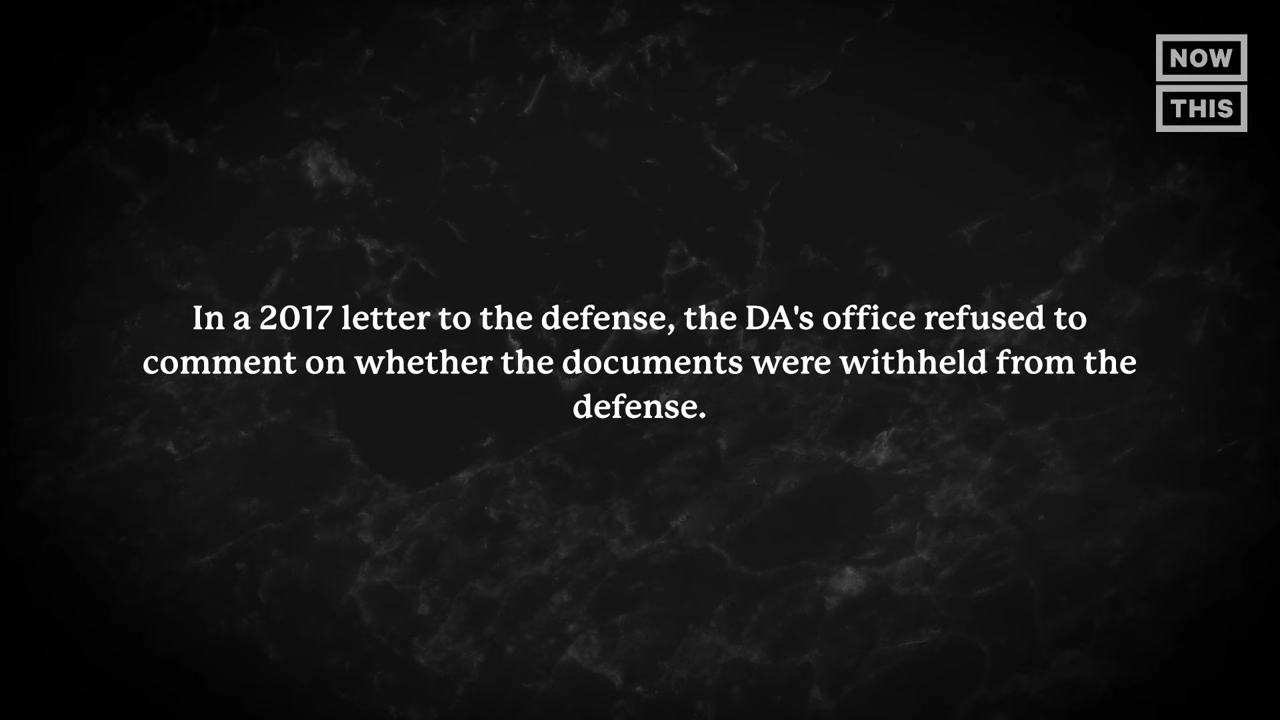 NOW
THIS
In a 2017 letter to the defense, the DA's office refused to
comment on whether the documents were withheld from the
defense.